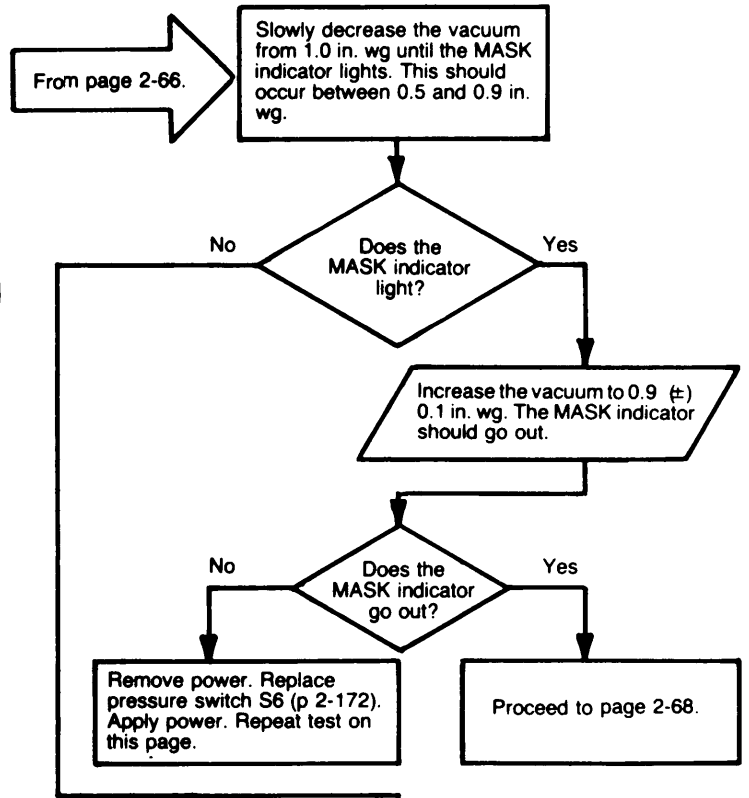 From page 2-66.
Slowly decrease the vacuum
from 1.0 in. wg until the MASK
indicator lights. This should
occur between 0.5 and 0.9 in.
wg.
Does the
MASK indicator
light?
No
Yes
Increase the vacuum to 0.9 (±)
0.1 in. wg. The MASK indicator
should go out.
Does the
MASK indicator
go out?
No
Yes
Remove power. Replace
pressure switch S6 (p 2-172).
Apply power. Repeat test on
this page.
Proceed to page 2-68.